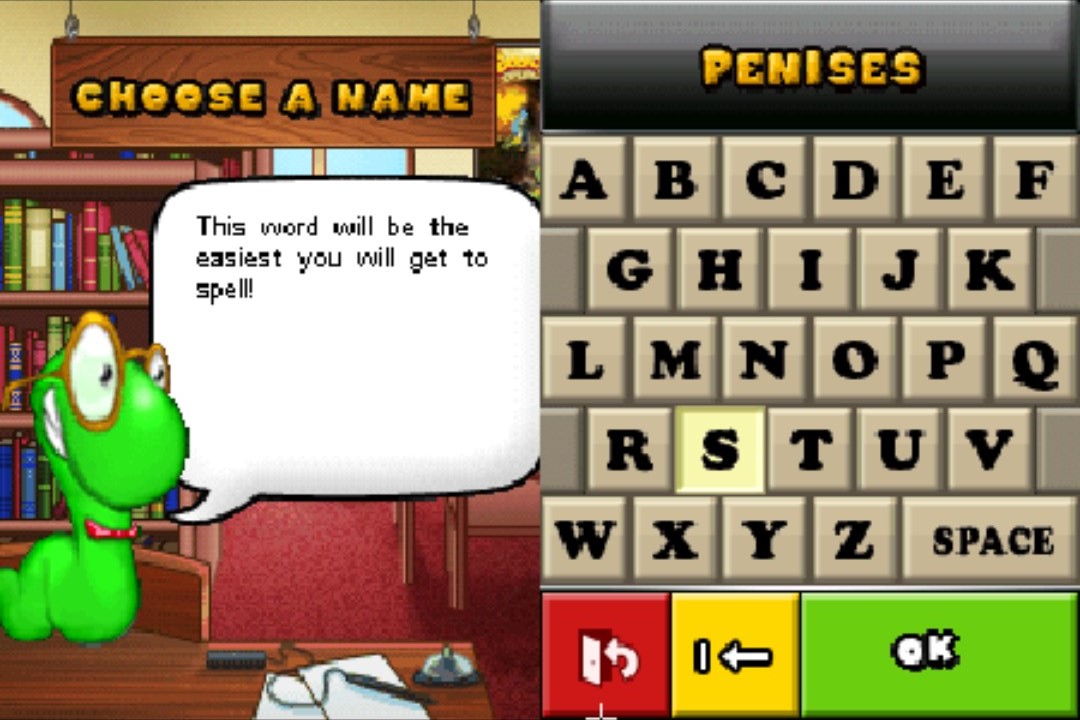 CHOOSE A NAME
This word will be the
easiest you will get to
spell!
PENISES
A B C D E F
G H I J K
L M N O P Q
R S T U V
W X Y Z SPACE
OK